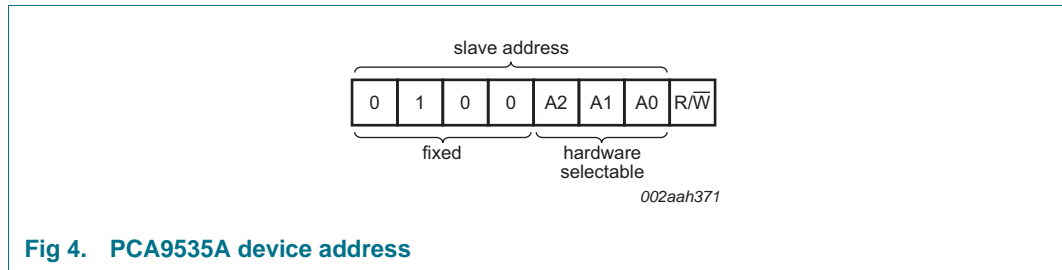 slave address
0 1 0 0 A2 A1 A0 R/W̅
fixed
hardware
selectable
002aah371
Fig 4. PCA9535A device address